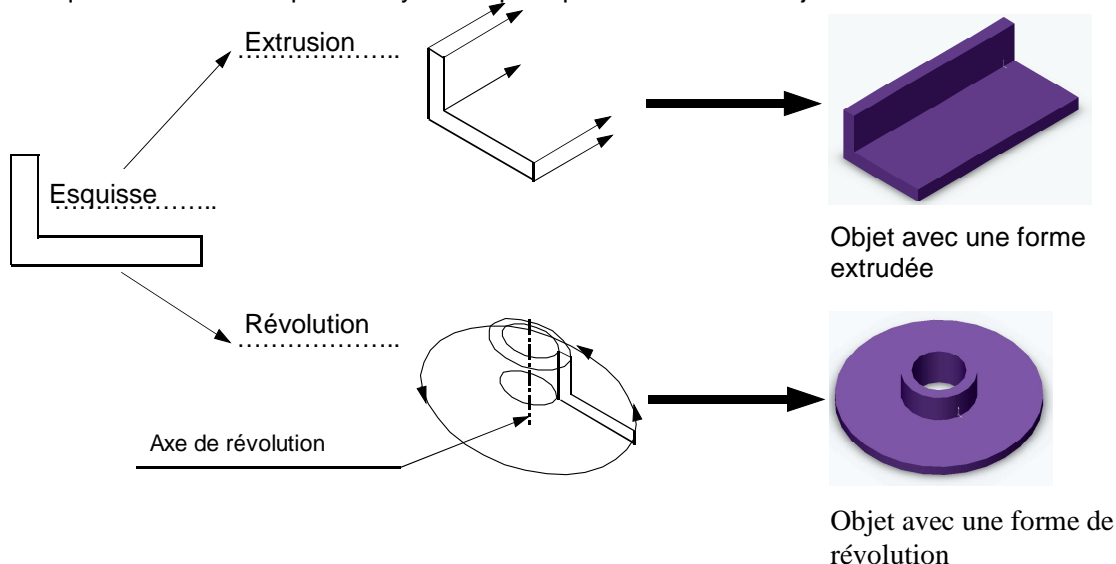 Extrusion
………………..
Esquisse
………………..
Objet avec une forme
extrudée
Révolution
………………..
Axe de révolution
Objet avec une forme de
révolution